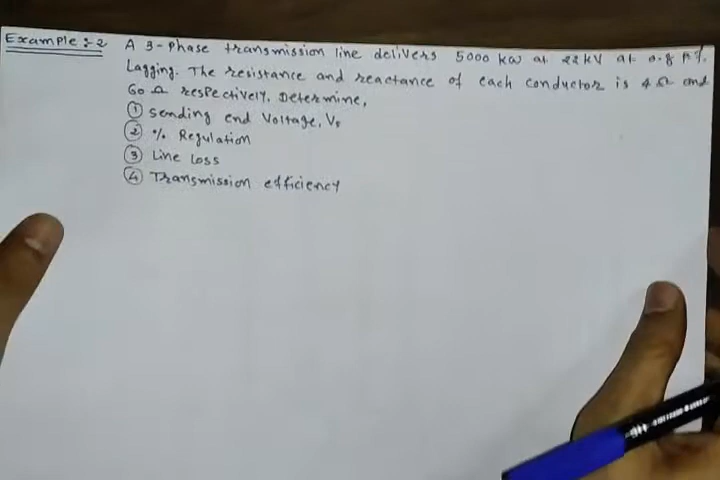 Example :- 2 A 3-Phase transmission line delivers 5000 kw at 22 kV at 0.8 P.f.
Lagging. The resistance and reactance of each conductor is 4 Ω and
60 Ω respectively. Determine,
① Sending end Voltage, Vs
② % Regulation
③ Line Loss
④ Transmission efficiency